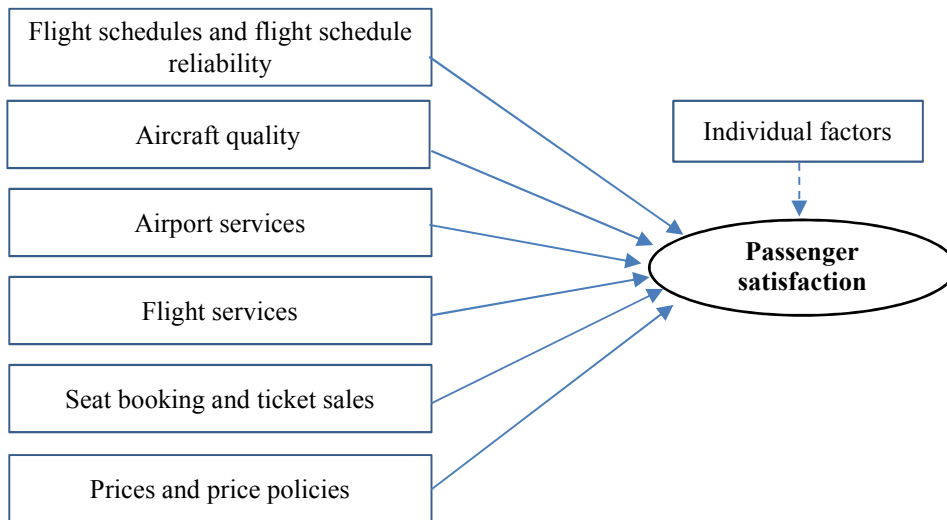 Flight schedules and flight schedule
reliability
Aircraft quality
Airport services
Flight services
Seat booking and ticket sales
Prices and price policies
Individual factors
Passenger
satisfaction